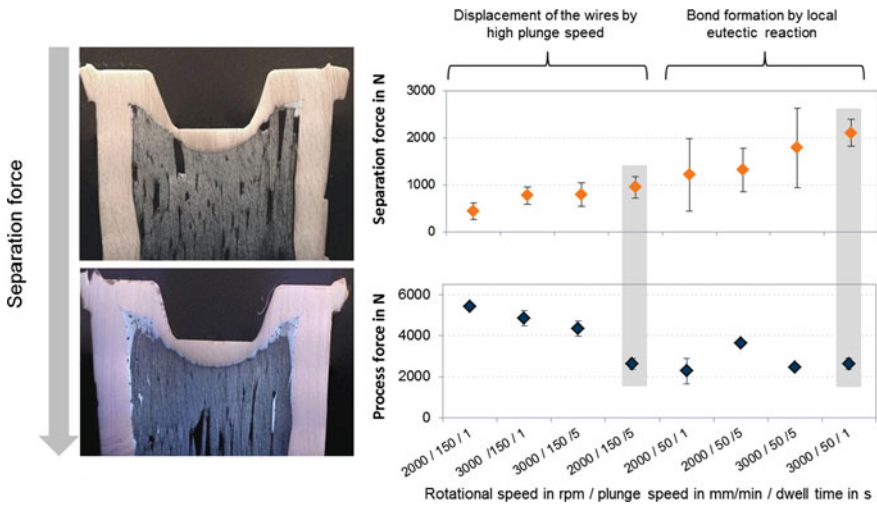 Displacement of the wires by
high plunge speed
Bond formation by local
eutectic reaction
Separation force
Separation force in N
3000
2000
1000
0
Process force in N
6000
4000
2000
0
2000 / 150 / 1
3000 /150 / 1
3000 / 150 /5
2000 / 150 /5
2000 / 50 / 1
2000 / 50 /5
3000 / 50 /5
3000 / 50 / 1
Rotational speed in rpm / plunge speed in mm/min / dwell time in s